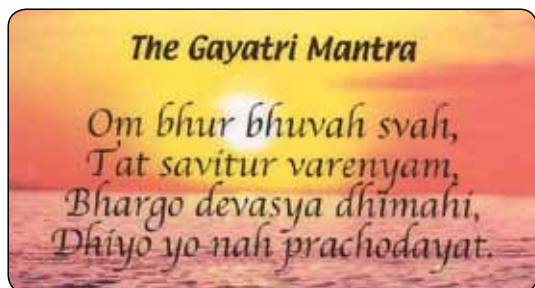 The Gayatri Mantra
Om bhur bhuvah svah,
Tat savitur varenyam,
Bhargo devasya dhimahi,
Dhiyo yo nah prachodayat.